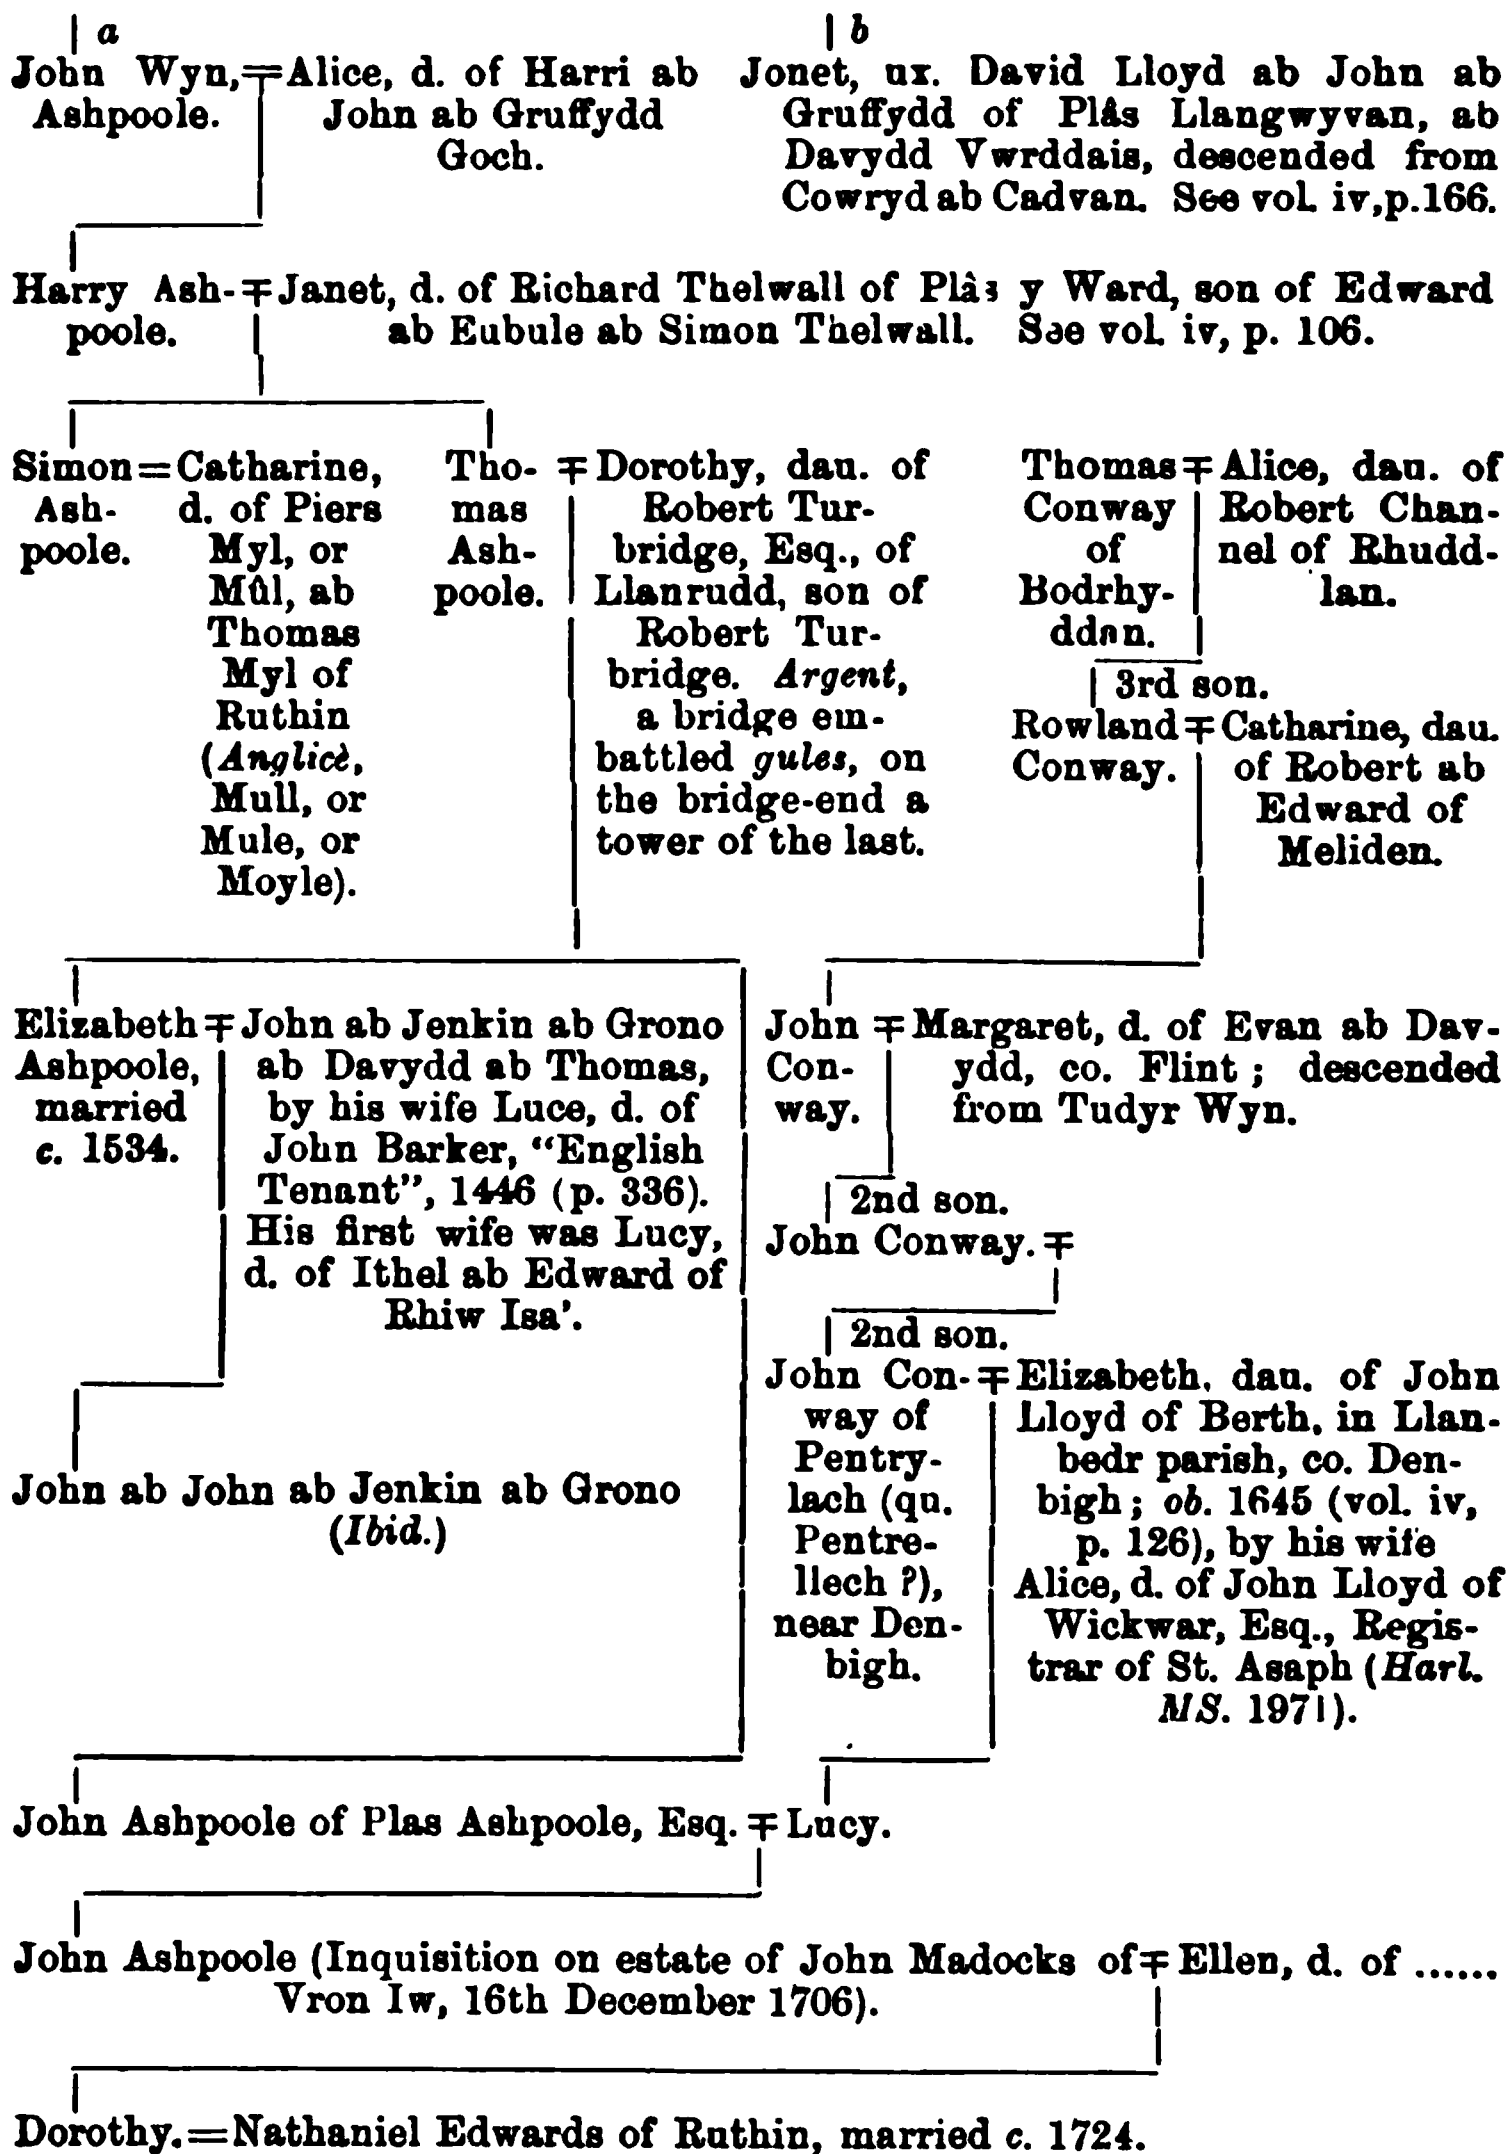 a
John Wyn, Ashpoole.
Alice, d. of Harri ab
John ab Gruffydd
Goch.
b
Jonet, ux. David Lloyd ab John ab
Gruffydd of Plâs Llangwyvan, ab
Davydd Vwrddais, descended from
Cowryd ab Cadvan. See vol. iv, p. 166.
Harry Ash-
poole.
Janet, d. of Richard Thelwall of Plâs y Ward, son of Edward
ab Eubule ab Simon Thelwall. See vol. iv, p. 106.
Simon
Ash-
poole.
=
Catharine,
d. of Piers
Myl, or
Mûl, ab
Thomas
Myl of
Ruthin
(Anglicè,
Mull, or
Mule, or
Moyle).
Tho-
mas
Ash-
poole.
Dorothy, dau. of
Robert Tur-
bridge, Esq., of
Llanrudd, son of
Robert Tur-
bridge. Argent,
a bridge em-
battled gules, on
the bridge-end a
tower of the last.
Thomas
Conway
of
Bodrhy-
ddan.
Alice, dau. of
Robert Chan-
nel of Rhudd-
lan.
3rd son.
Rowland
Conway.
Catharine, dau.
of Robert ab
Edward of
Meliden.
Elizabeth
Ashpoole,
married
c. 1534.
John ab Jenkin ab Grono
ab Davydd ab Thomas,
by his wife Luce, d. of
John Barker, “English
Tenant”, 1446 (p. 336).
His first wife was Lucy,
d. of Ithel ab Edward of
Rhiw Isa’.
John
Con-
way.
Margaret, d. of Evan ab Dav-
ydd, co. Flint ; descended
from Tudyr Wyn.
2nd son.
John Conway.
2nd son.
John Con-
way of
Pentry-
lach (qu.
Pentre-
llech ?),
near Den-
bigh.
Elizabeth, dau. of John
Lloyd of Berth, in Llan-
bedr parish, co. Den-
bigh ; ob. 1645 (vol. iv,
p. 126), by his wife
Alice, d. of John Lloyd of
Wickwar, Esq., Regis-
trar of St. Asaph (Harl.
MS. 1971).
John ab John ab Jenkin ab Grono
(Ibid.)
John Ashpoole of Plas Ashpoole, Esq.
Lucy.
John Ashpoole (Inquisition on estate of John Madocks of
Vron Iw, 16th December 1706).
Ellen, d. of ......
Dorothy.=Nathaniel Edwards of Ruthin, married c. 1724.